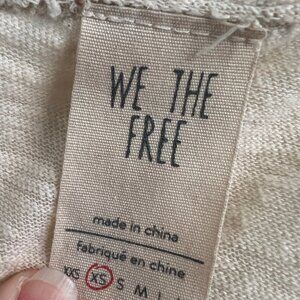 WE THE
FREE
made in china
fabriqué en chine
XXS XS S M L